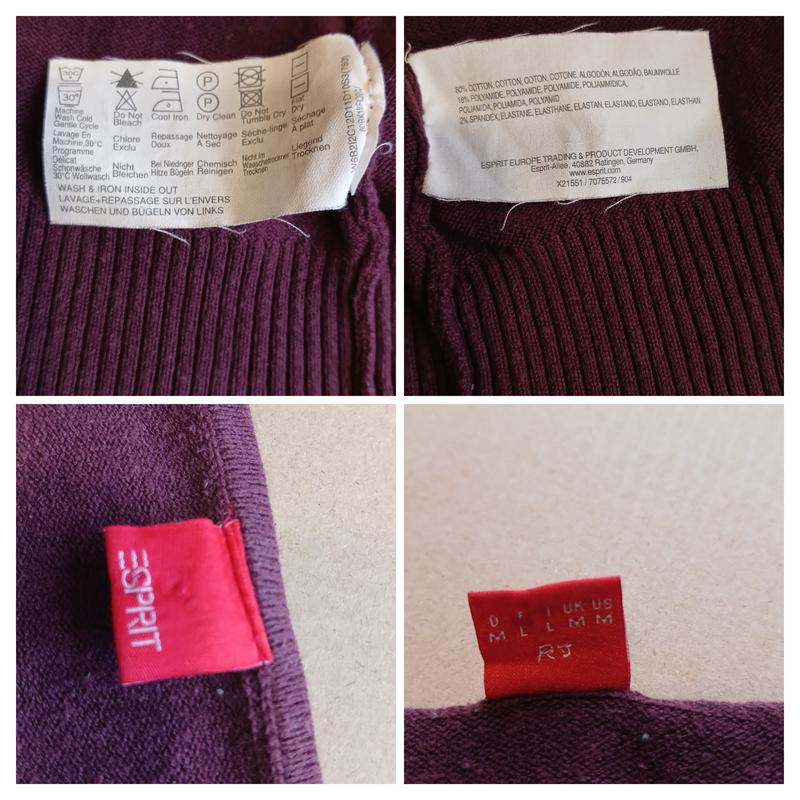 30°C
30°
Machine
Wash Cold
Gentle Cycle
Do Not
Bleach
Cool Iron
Dry Clean
Do Not
Tumble Dry
Flat
Dry
P
P
Lavage En
Machine,30°C
Programme
Délicat
Chlore
Exclu
Repassage
Doux
Nettoyage
A Sec
Séche-linge
Exclu
Séchage
A plat
Schonwäsche
30°C Wollwasch
Nicht
Bleichen
Bei Niedriger
Hitze Bügeln
Chemisch
Reinigen
Nicht Im
Waeschetrockner
Trocknen
Liegend
Trocknen
WASH & IRON INSIDE OUT
LAVAGE+REPASSAGE SUR L'ENVERS
WASCHEN UND BÜGELN VON LINKS
80% COTTON, COTTON, COTON, COTONE, ALGODÓN, ALGODÃO, BAUMWOLLE
18% POLYAMIDE, POLYAMIDE, POLYAMIDE, POLIAMMIDICA,
POLIAMIDA, POLIAMIDA, POLYAMID
2% SPANDEX, ELASTANE, ELASTHANE, ELASTAN, ELASTANO, ELASTANO, ELASTHAN
ESPRIT EUROPE TRADING & PRODUCT DEVELOPMENT GMBH,
Esprit-Allee, 40882 Ratingen, Germany
www.esprit.com
X21551 / 7075572 / 904
ESPRIT
D F I UK US
M L L M M
RJ